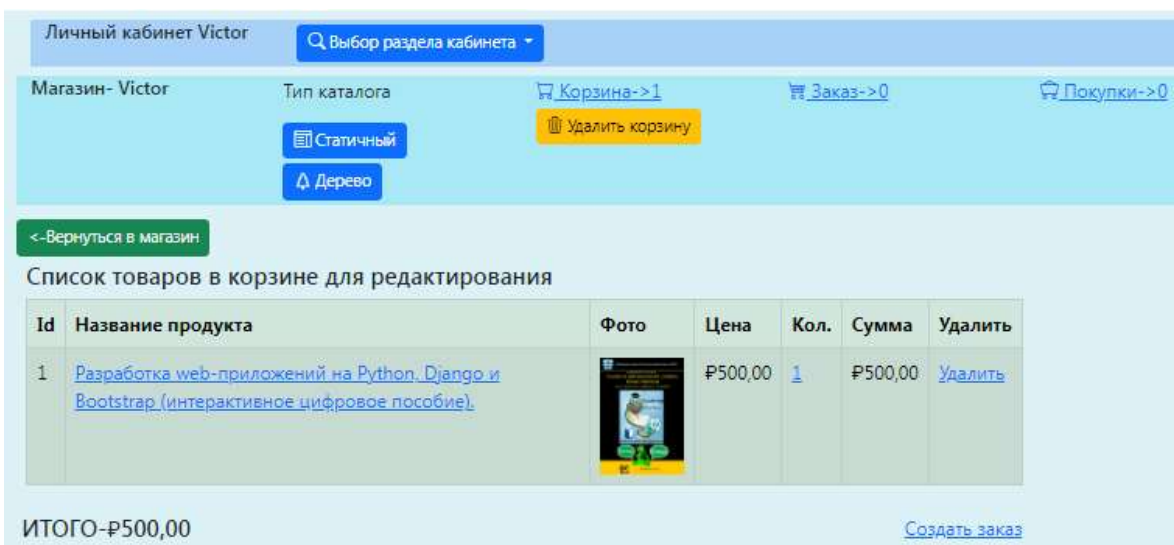 Личный кабинет Victor
Выбор раздела кабинета
Магазин- Victor
Тип каталога
Корзина->1
Заказ->0
Покупки->0
Удалить корзину
Статичный
Дерево
<-Вернуться в магазин
Список товаров в корзине для редактирования
Id Название продукта Фото Цена Кол. Сумма Удалить
1 Разработка web-приложений на Python, Django и ₽500,00 1 ₽500,00 Удалить
Bootstrap (интерактивное цифровое пособие).
ИТОГО-₽500,00
Создать заказ